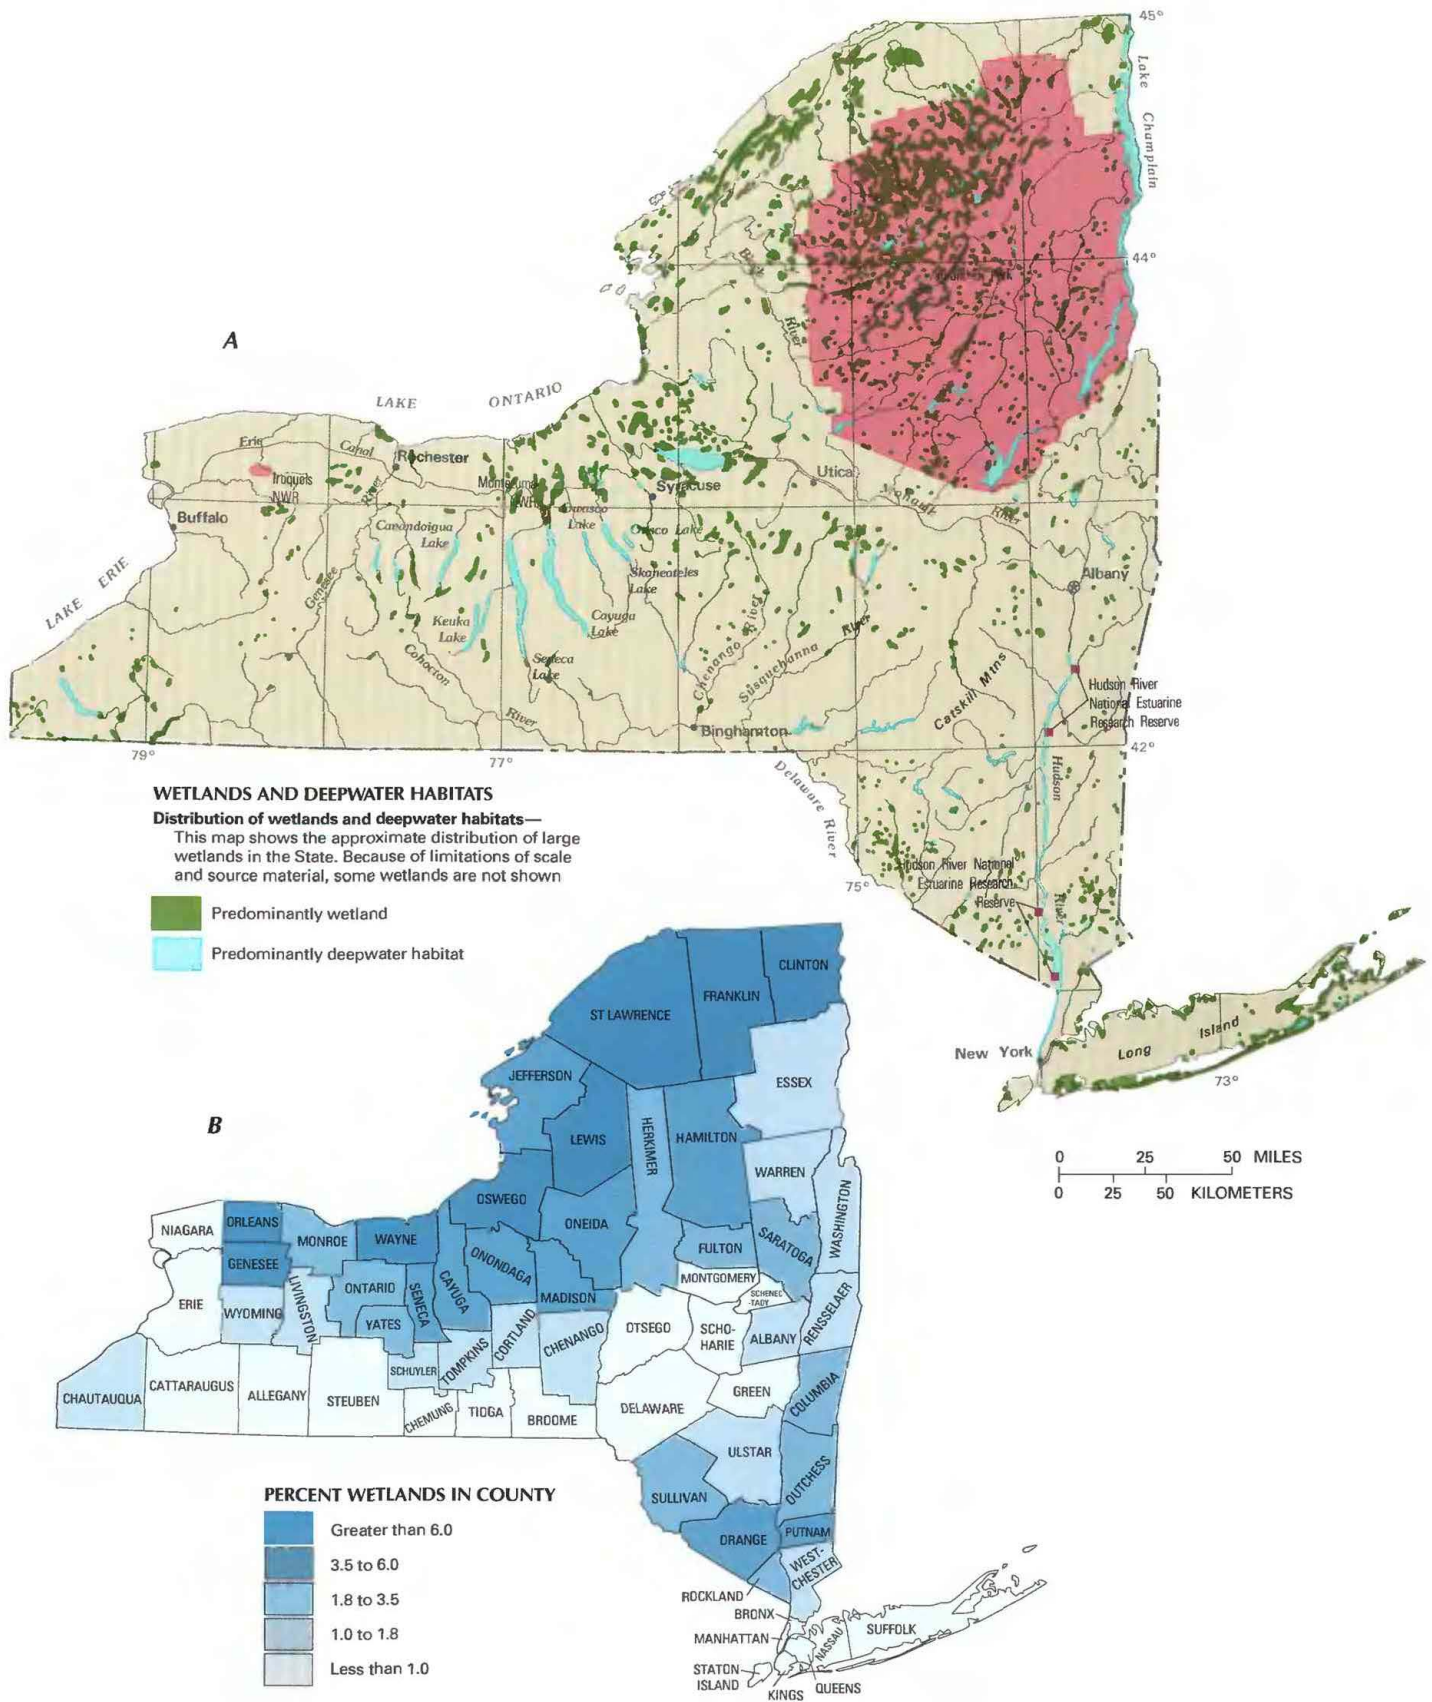 45°
Lake
Champlain
44°
A
LAKE ONTARIO
Black
River
Erie
Canal
Rochester
Iroquois
NWR
River
Montezuma
NWR
Syracuse
Utica
Mohawk
River
Buffalo
Canandaigua
Lake
Owasco
Lake
Otisco Lake
Skaneateles
Lake
Albany
LAKE ERIE
Genesee
Keuka
Lake
Cayuga
Lake
Seneca
Lake
Cohocton
River
Chenango River
Susquehanna
River
Catskill Mtns
Hudson River
National Estuarine
Research Reserve
Binghamton
42°
79°
77°
Delaware River
Hudson
River
75°
Hudson River National
Estuarine Research
Reserve
WETLANDS AND DEEPWATER HABITATS
Distribution of wetlands and deepwater habitats—
This map shows the approximate distribution of large
wetlands in the State. Because of limitations of scale
and source material, some wetlands are not shown
Predominantly wetland
Predominantly deepwater habitat
New York
Long Island
73°
0 25 50 MILES
0 25 50 KILOMETERS
B
CLINTON
FRANKLIN
ST LAWRENCE
JEFFERSON
ESSEX
LEWIS
HERKIMER
HAMILTON
WARREN
WASHINGTON
OSWEGO
ONEIDA
NIAGARA
ORLEANS
MONROE
WAYNE
GENESEE
ONONDAGA
FULTON
SARATOGA
MONTGOMERY
SCHENEC
-TADY
ERIE
WYOMING
LIVINGSTON
ONTARIO
YATES
SENECA
CAYUGA
MADISON
CORTLAND
CHENANGO
OTSEGO
SCHO-
HARIE
ALBANY
RENSSELAER
SCHUYLER
TOMPKINS
CHAUTAUQUA
CATTARAUGUS
ALLEGANY
STEUBEN
CHEMUNG
TIOGA
BROOME
DELAWARE
GREEN
COLUMBIA
ULSTAR
SULLIVAN
DUTCHESS
ORANGE
PUTNAM
WEST-
CHESTER
ROCKLAND
BRONX
MANHATTAN
NASSAU
SUFFOLK
STATON
ISLAND
KINGS
QUEENS
PERCENT WETLANDS IN COUNTY
Greater than 6.0
3.5 to 6.0
1.8 to 3.5
1.0 to 1.8
Less than 1.0